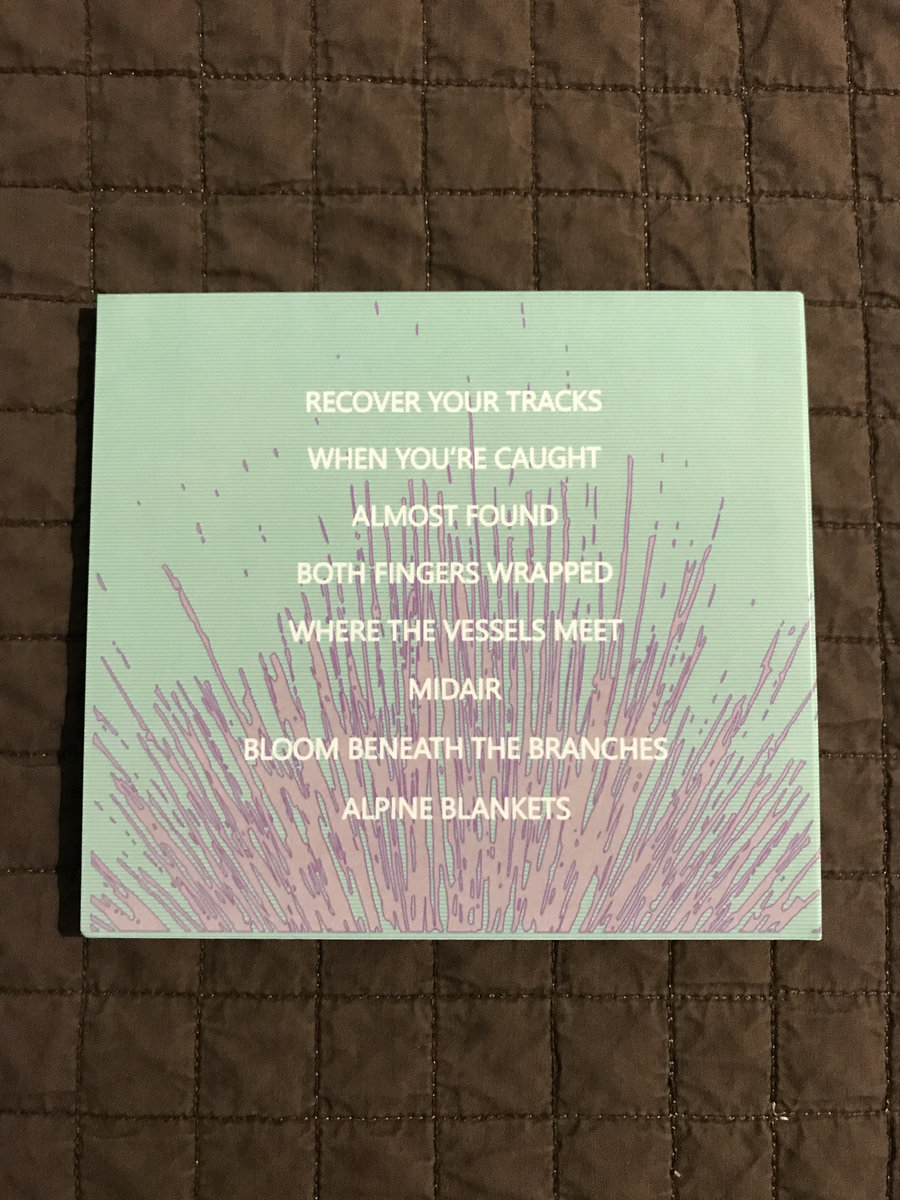 RECOVER YOUR TRACKS
WHEN YOU'RE CAUGHT
ALMOST FOUND
BOTH FINGERS WRAPPED
WHERE THE VESSELS MEET
MIDAIR
BLOOM BENEATH THE BRANCHES
ALPINE BLANKETS